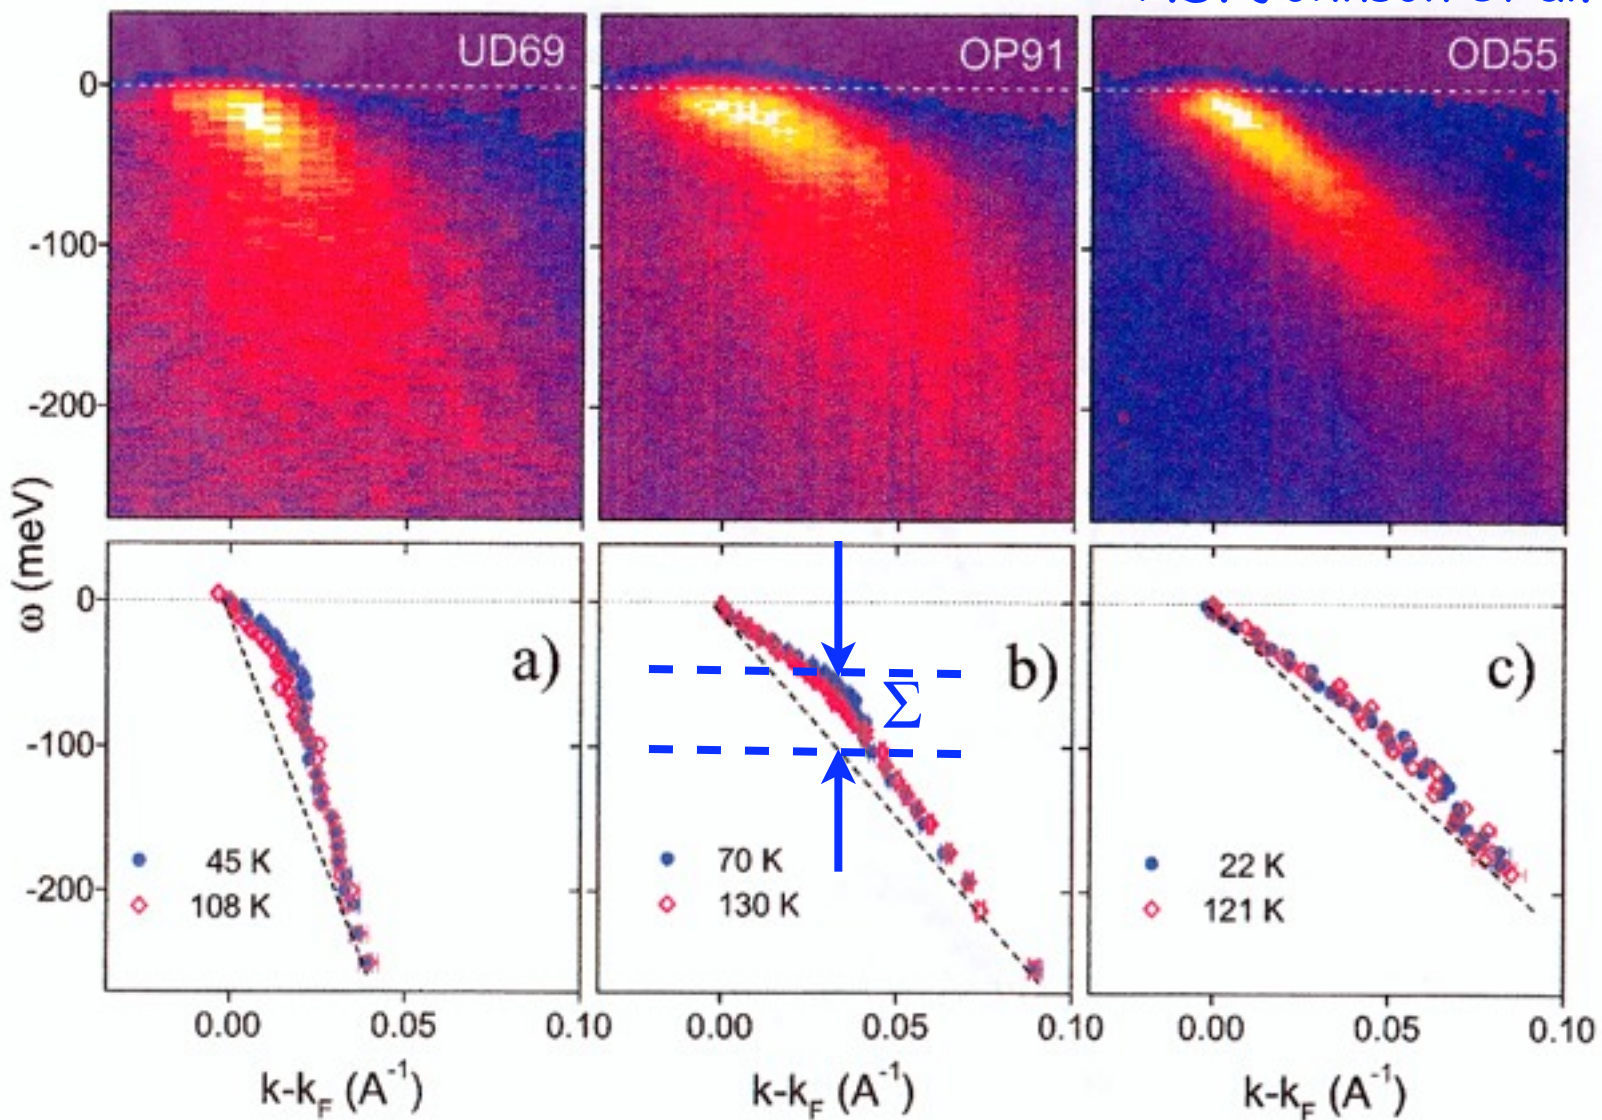 UD69
OP91
OD55
0
-100
-200
ω (meV)
0
-100
-200
a)
45 K
108 K
b)
Σ
70 K
130 K
c)
22 K
121 K
0.00 0.05 0.10
0.00 0.05 0.10
0.00 0.05 0.10
k-k_F (A⁻¹)
k-k_F (A⁻¹)
k-k_F (A⁻¹)